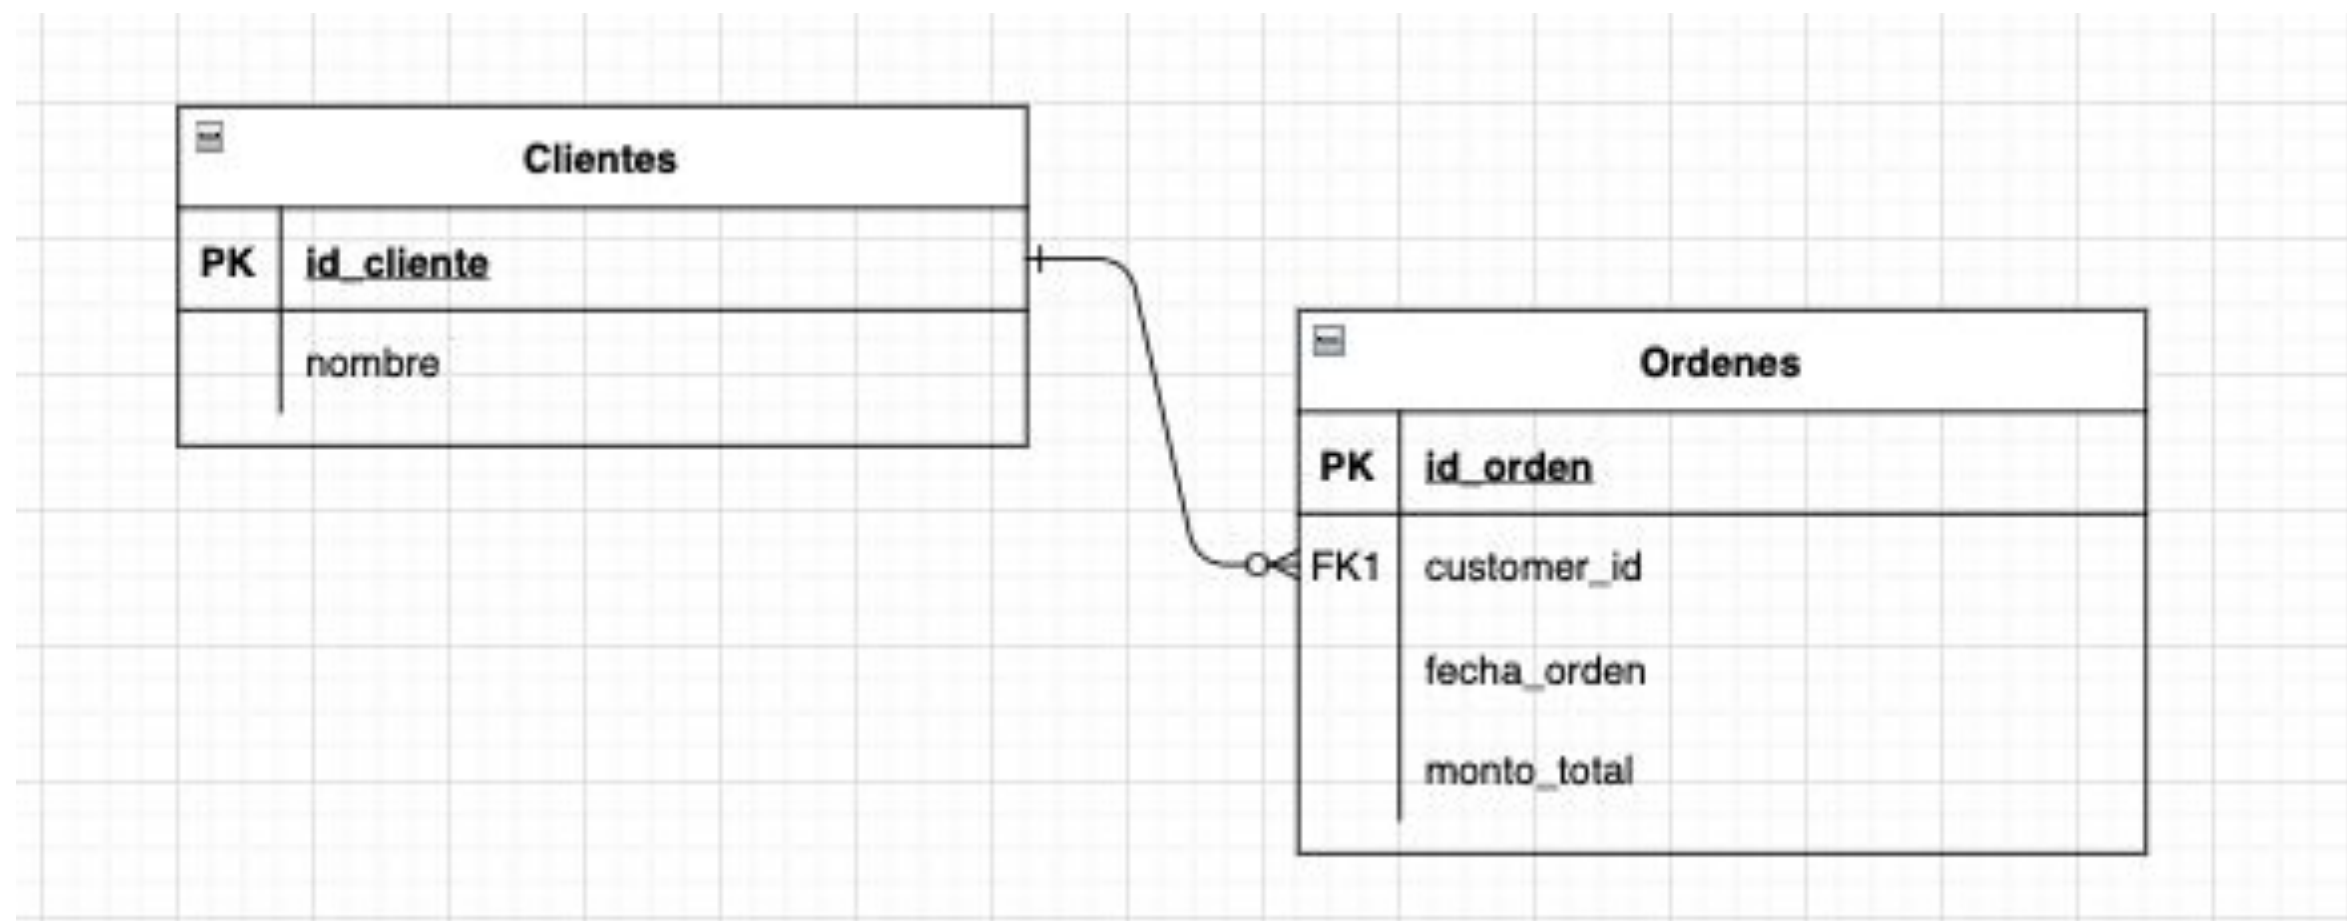 Clientes
PK id_cliente
nombre
Ordenes
PK id_orden
FK1 customer_id
fecha_orden
monto_total